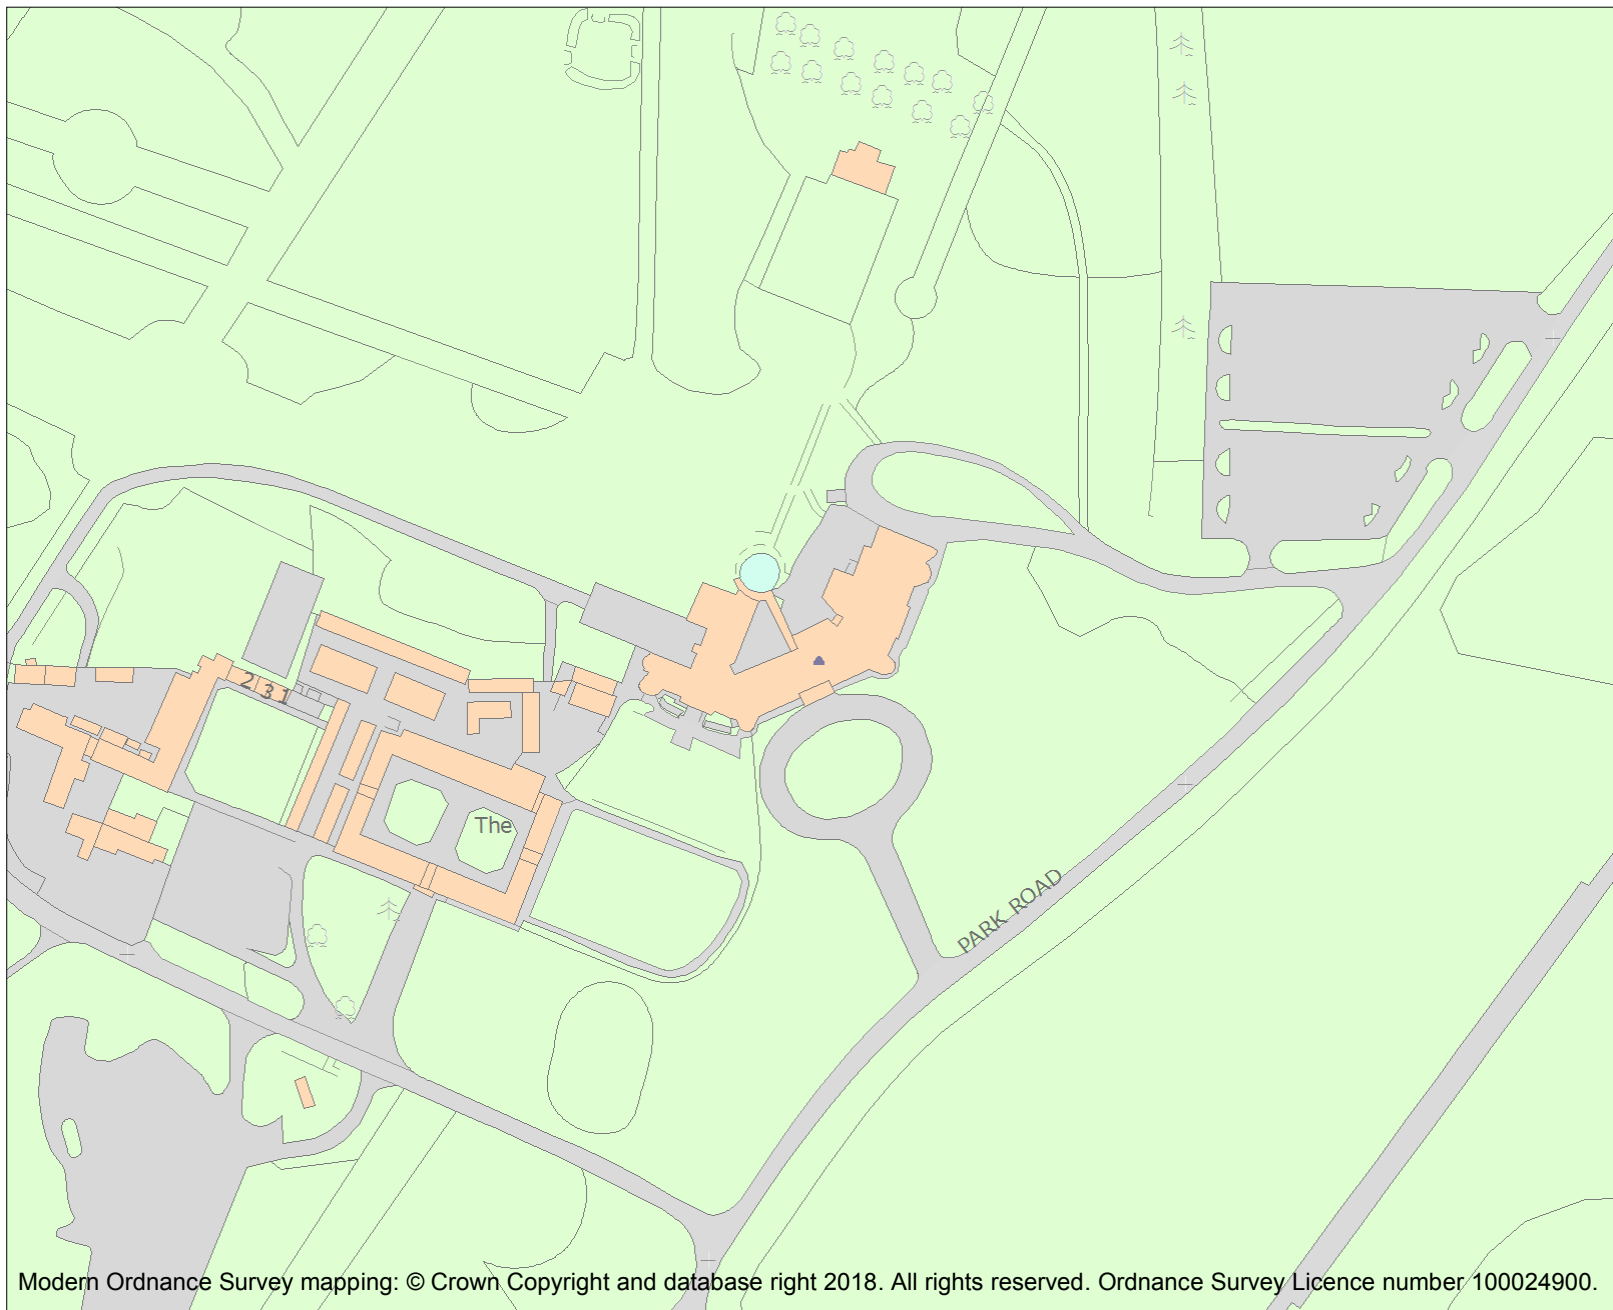 2 3 1
The
PARK ROAD
Modern Ordnance Survey mapping: © Crown Copyright and database right 2018. All rights reserved. Ordnance Survey Licence number 100024900.